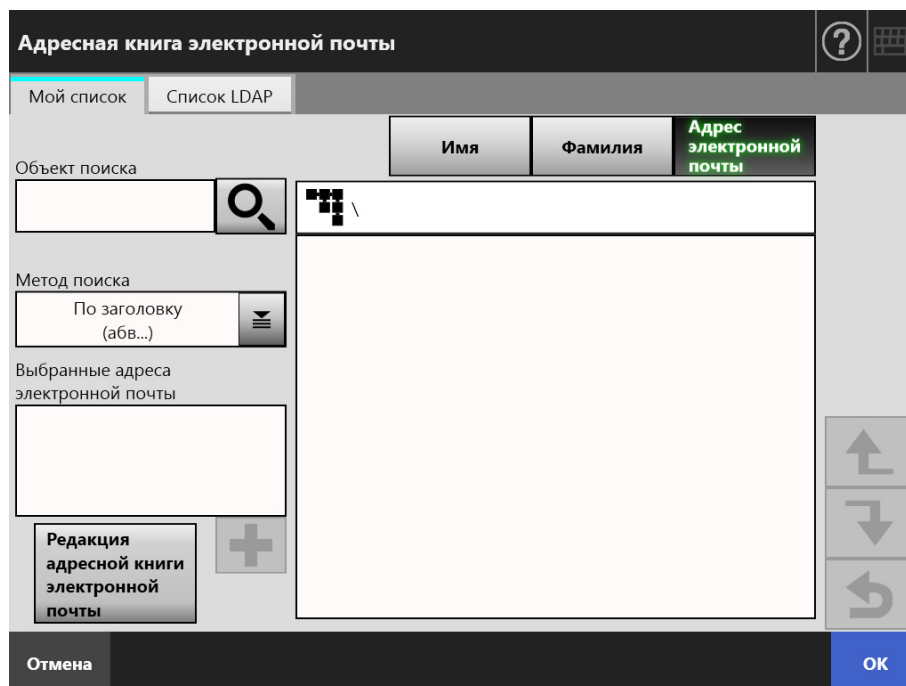 Адресная книга электронной почты
Мой список
Список LDAP
Имя
Фамилия
Адрес
электронной
почты
Объект поиска
\
Метод поиска
По заголовку
(абв...)
Выбранные адреса
электронной почты
Редакция
адресной книги
электронной
почты
Отмена
OK